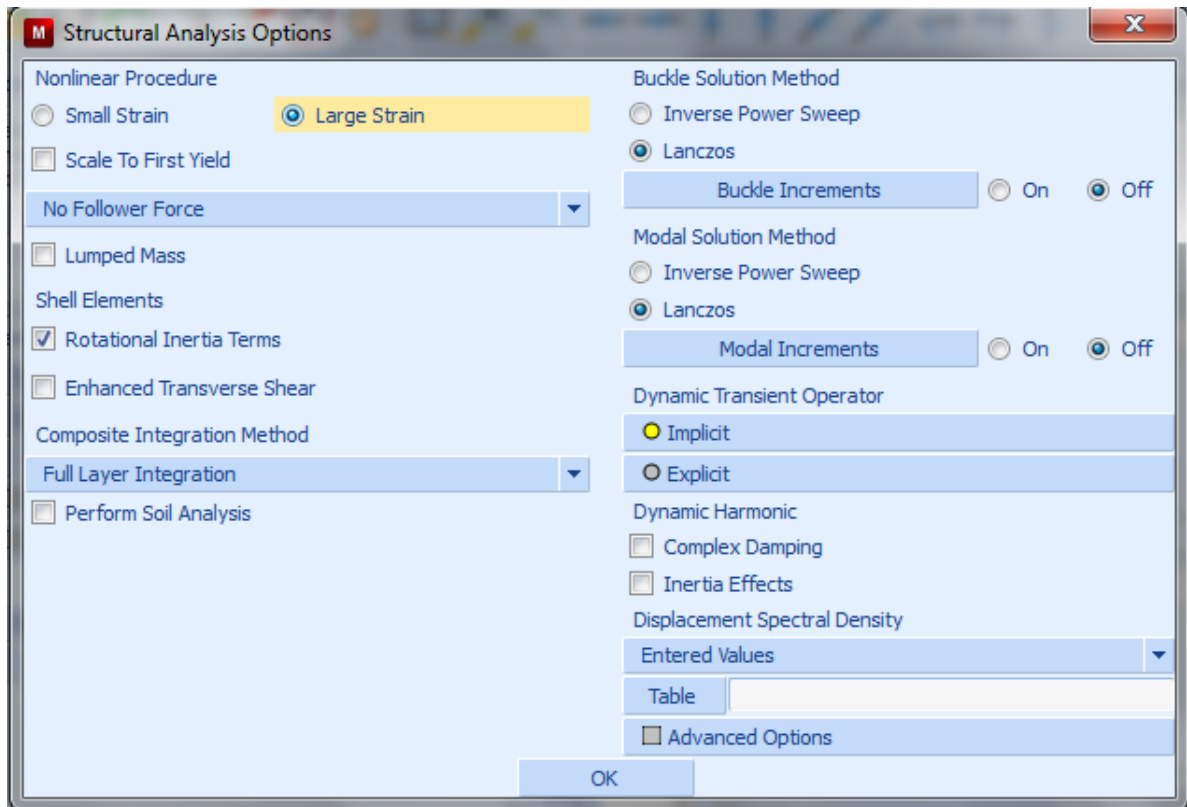 M Structural Analysis Options X
Nonlinear Procedure
Small Strain Large Strain
Scale To First Yield
No Follower Force
Lumped Mass
Shell Elements
Rotational Inertia Terms
Enhanced Transverse Shear
Composite Integration Method
Full Layer Integration
Perform Soil Analysis
Buckle Solution Method
Inverse Power Sweep
Lanczos
Buckle Increments On Off
Modal Solution Method
Inverse Power Sweep
Lanczos
Modal Increments On Off
Dynamic Transient Operator
Implicit
Explicit
Dynamic Harmonic
Complex Damping
Inertia Effects
Displacement Spectral Density
Entered Values
Table
Advanced Options
OK